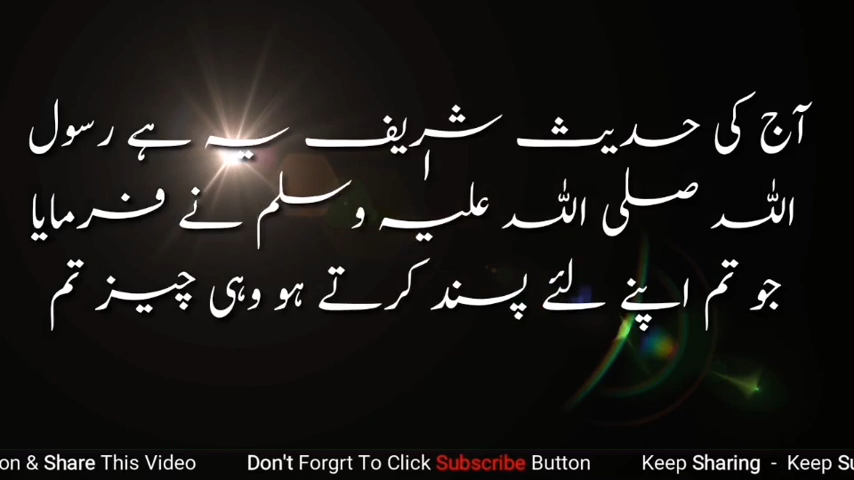 آج کی حدیث شریف یہ ہے رسول
اللہ صلی اللہ علیہ وسلم نے فرمایا
جو تم اپنے لئے پسند کرتے ہو وہی چیز تم
on & Share This Video Don't Forgrt To Click Subscribe Button Keep Sharing - Keep Su